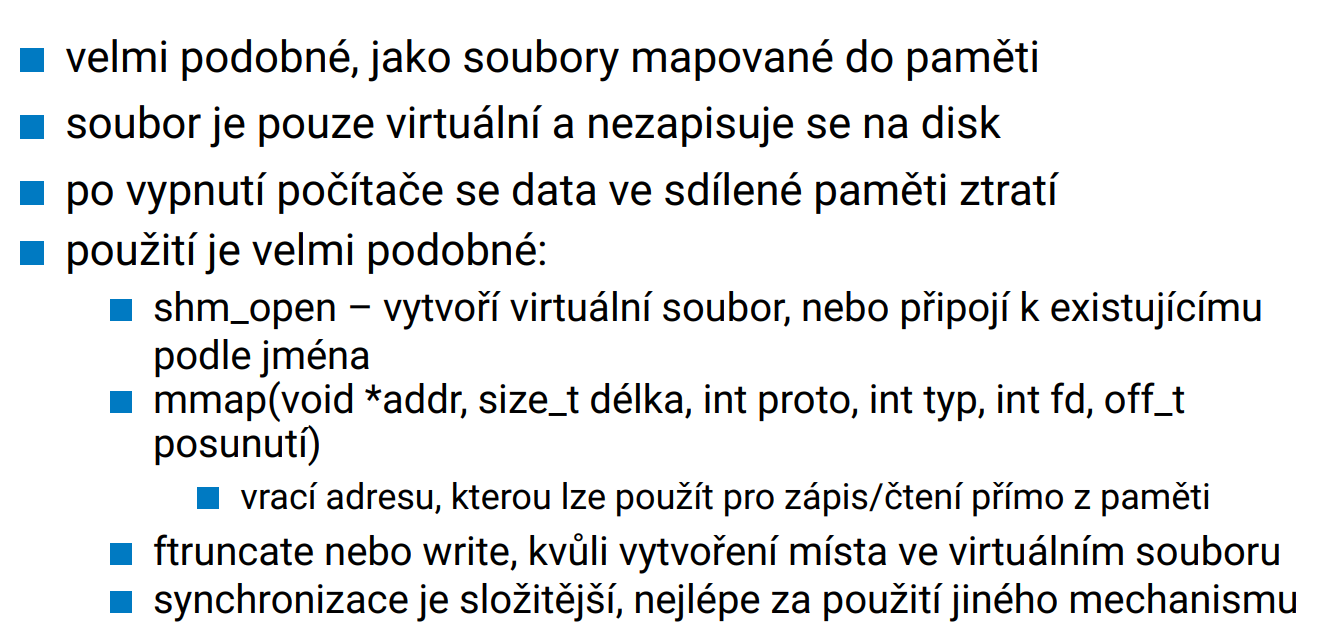 velmi podobné, jako soubory mapované do paměti
soubor je pouze virtuální a nezapisuje se na disk
po vypnutí počítače se data ve sdílené paměti ztratí
použití je velmi podobné:
shm_open – vytvoří virtuální soubor, nebo připojí k existujícímu
podle jména
mmap(void *addr, size_t délka, int proto, int typ, int fd, off_t
posunutí)
vrací adresu, kterou lze použít pro zápis/čtení přímo z paměti
ftruncate nebo write, kvůli vytvoření místa ve virtuálním souboru
synchronizace je složitější, nejlépe za použití jiného mechanismu